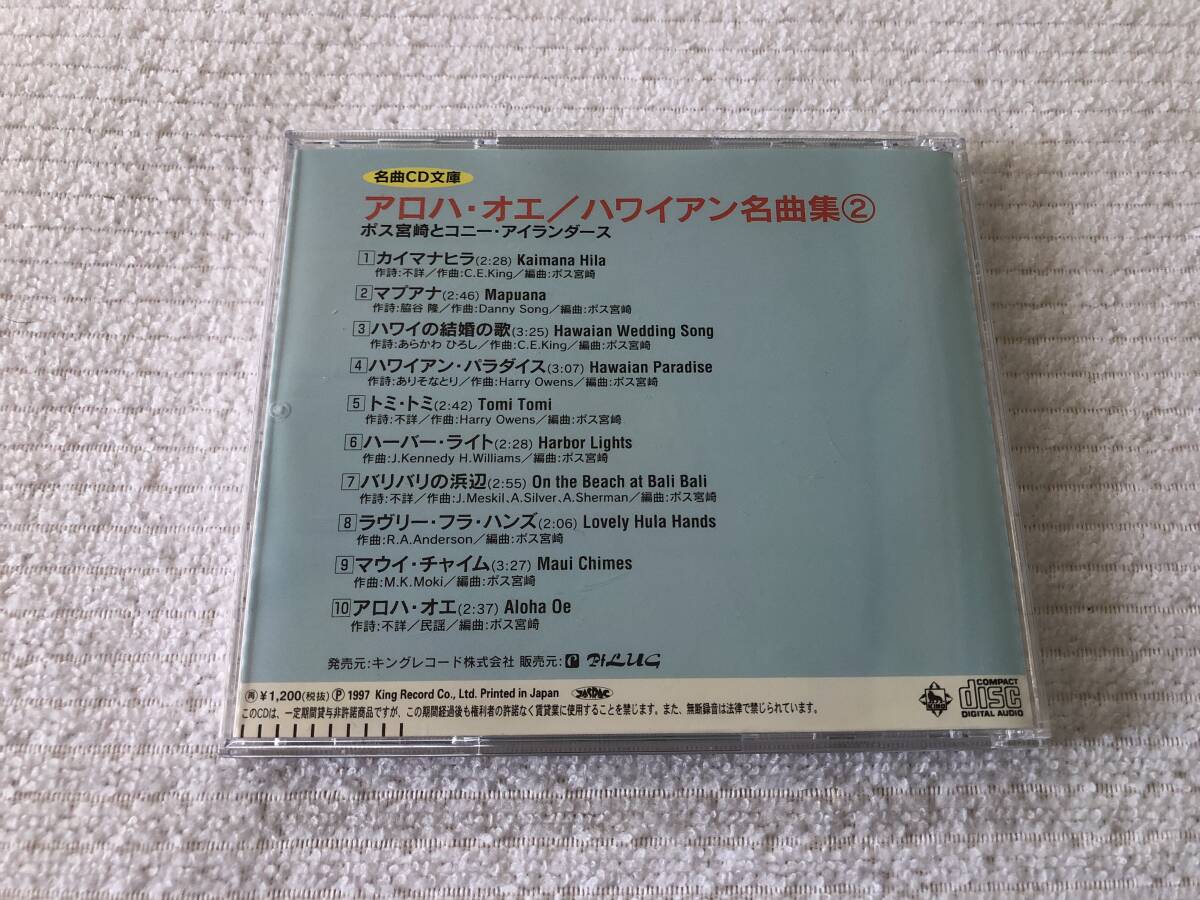 名曲CD文庫
アロハ・オエ／ハワイアン名曲集②
ポス宮崎とコニー・アイランダース
1 カイマナヒラ(2:28) Kaimana Hila
作詩:不詳／作曲:C.E.King／編曲:ポス宮崎
2 マプアナ(2:46) Mapuana
作詩:脇谷 隆／作曲:Danny Song／編曲:ポス宮崎
3 ハワイの結婚の歌(3:25) Hawaian Wedding Song
作詩:あらかわ ひろし／作曲:C.E.King／編曲:ポス宮崎
4 ハワイアン・パラダイス(3:07) Hawaian Paradise
作詩:ありそなとり／作曲:Harry Owens／編曲:ポス宮崎
5 トミ・トミ(2:42) Tomi Tomi
作詩:不詳／作曲:Harry Owens／編曲:ポス宮崎
6 ハーバー・ライト(2:28) Harbor Lights
作曲:J.Kennedy H.Williams／編曲:ポス宮崎
7 バリバリの浜辺(2:55) On the Beach at Bali Bali
作詩:不詳／作曲:J.Meskil、A.Silver、A.Sherman／編曲:ポス宮崎
8 ラヴリー・フラ・ハンズ(2:06) Lovely Hula Hands
作曲:R.A.Anderson／編曲:ポス宮崎
9 マウイ・チャイム(3:27) Maui Chimes
作曲:M.K.Moki／編曲:ポス宮崎
10 アロハ・オエ(2:37) Aloha Oe
作詩:不詳／民謡／編曲:ポス宮崎
発売元:キングレコード株式会社 販売元: PiLUG
再 ¥1,200(税抜) Ⓟ 1997 King Record Co., Ltd. Printed in Japan JASRAC
このCDは、一定期間貸与非許諾商品ですが、この期間経過後も権利者の許諾なく賃貸業に使用することを禁じます。また、無断録音は法律で禁じられています。
KING
COMPACT
disc
DIGITAL AUDIO